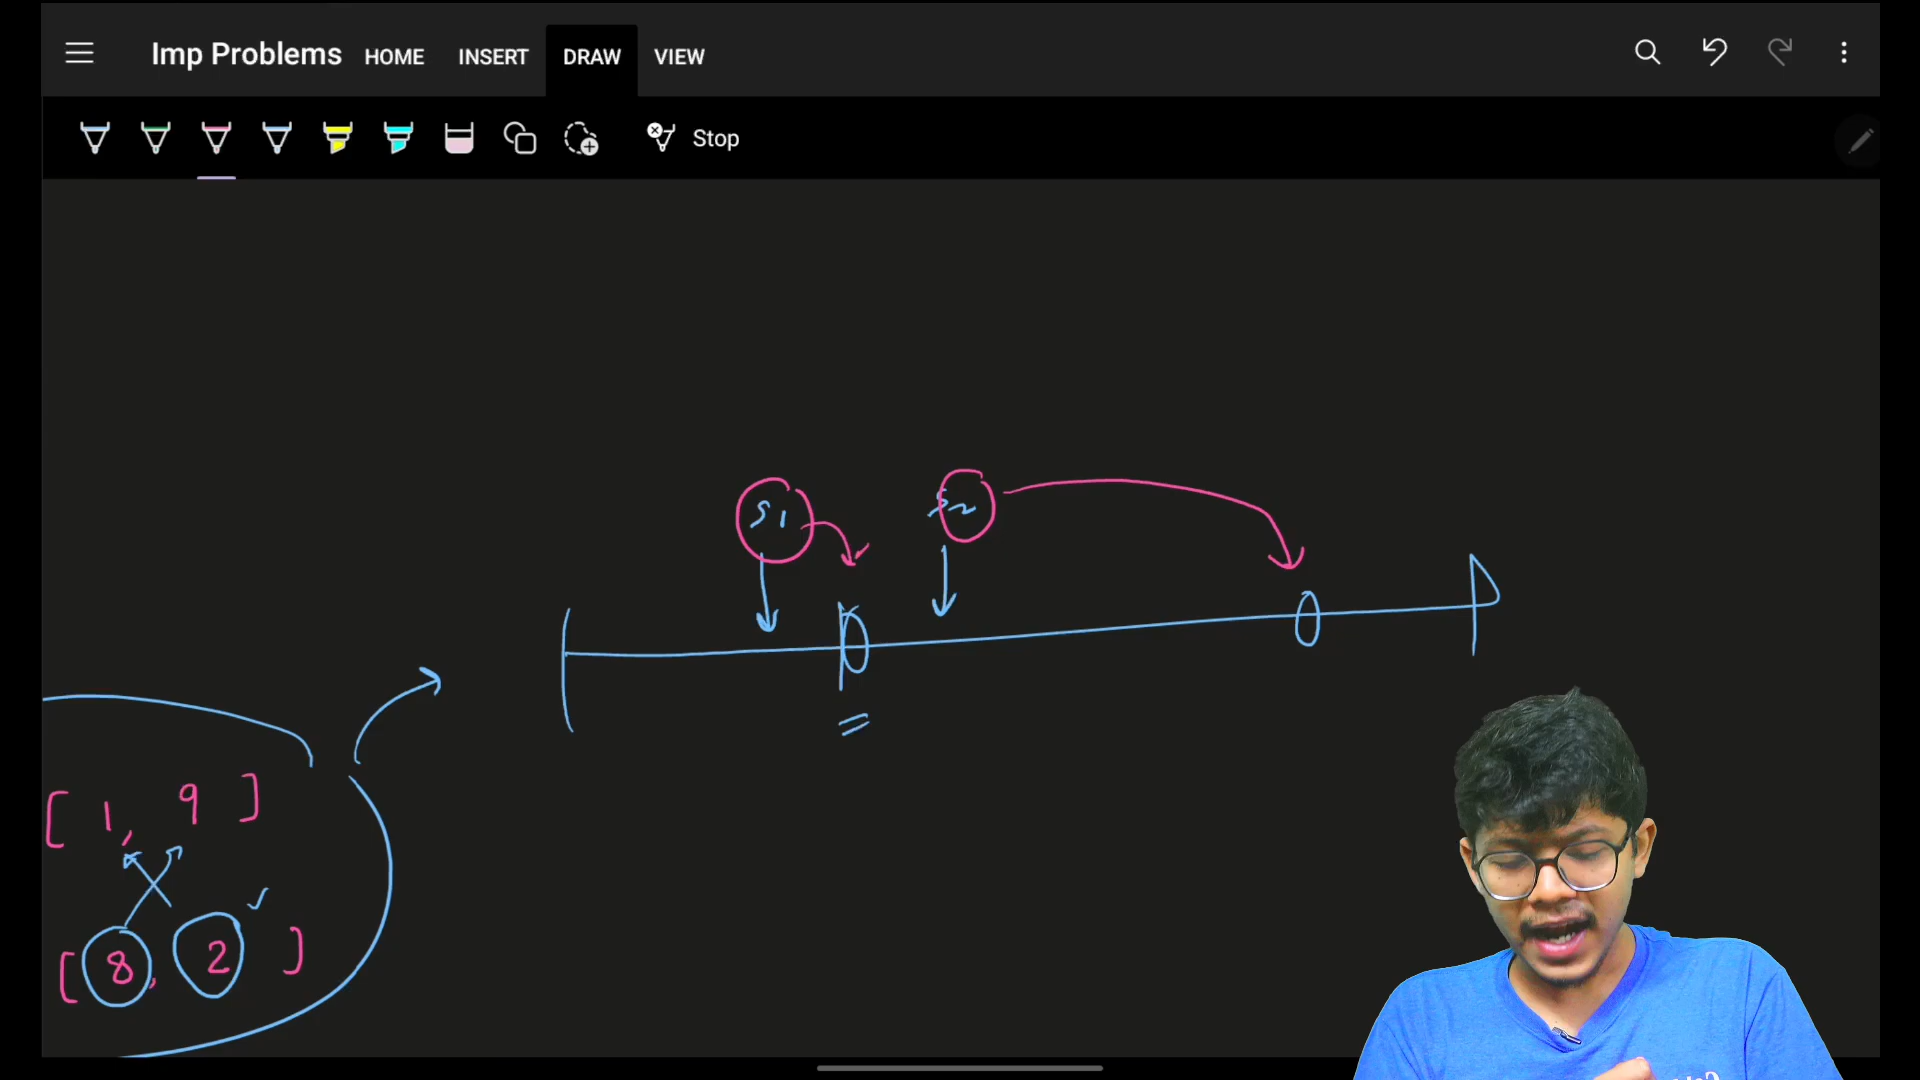 Imp Problems HOME INSERT DRAW VIEW
Stop
S1 S2
=
[ 1, 9 ]
[ 8, 2 ]